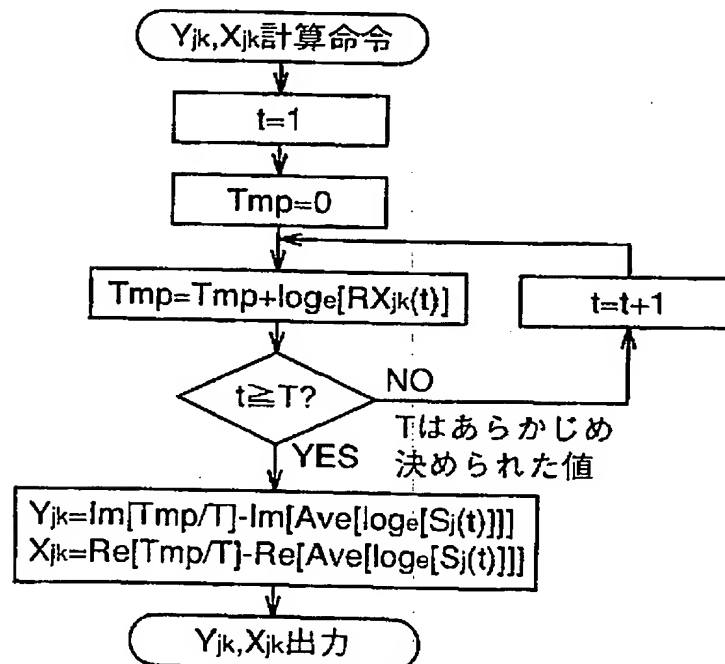 Yjk,Xjk計算命令
t=1
Tmp=0
Tmp=Tmp+loge[RXjk(t)]
t=t+1
t≧T?
NO
Tはあらかじめ
決められた値
YES
Yjk=Im[Tmp/T]-Im[Ave[loge[Sj(t)]]]
Xjk=Re[Tmp/T]-Re[Ave[loge[Sj(t)]]]
Yjk,Xjk出力